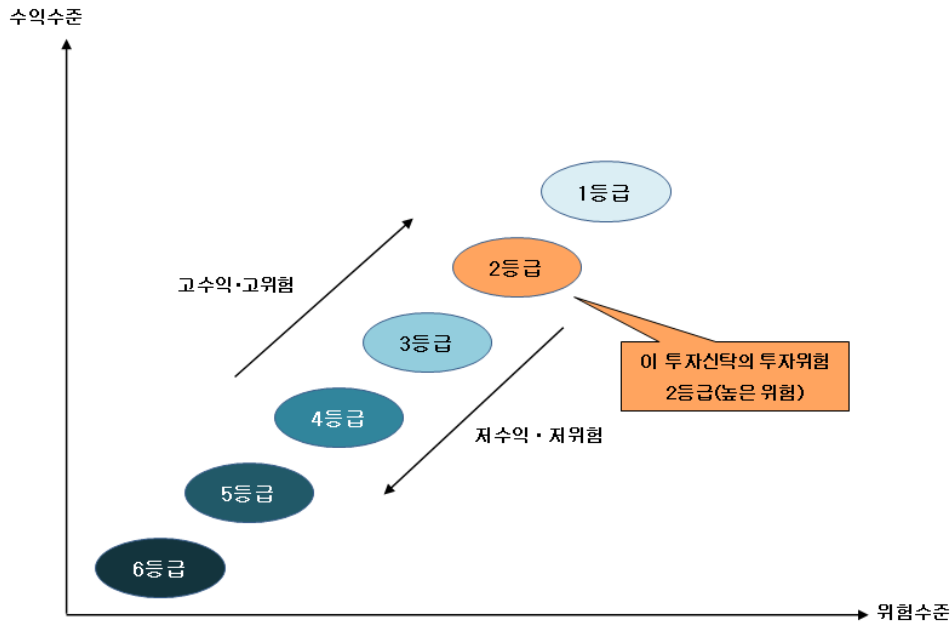 수익수준
1등급
2등급
고수익·고위험
3등급
이 투자신탁의 투자위험
2등급(높은 위험)
4등급
저수익·저위험
5등급
6등급
위험수준